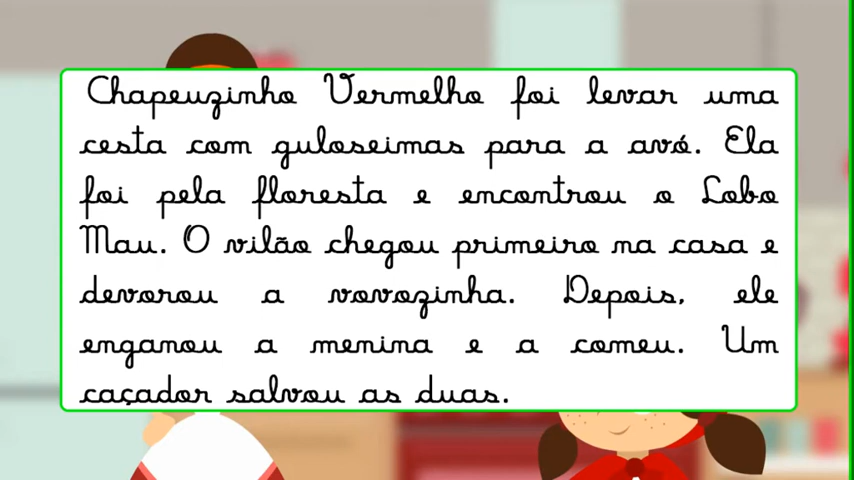 Chapeuzinho Vermelho foi levar uma
cesta com guloseimas para a avó. Ela
foi pela floresta e encontrou o Lobo
Mau. O vilão chegou primeiro na casa e
devorou a vovozinha. Depois, ele
enganou a menina e a comeu. Um
caçador salvou as duas.